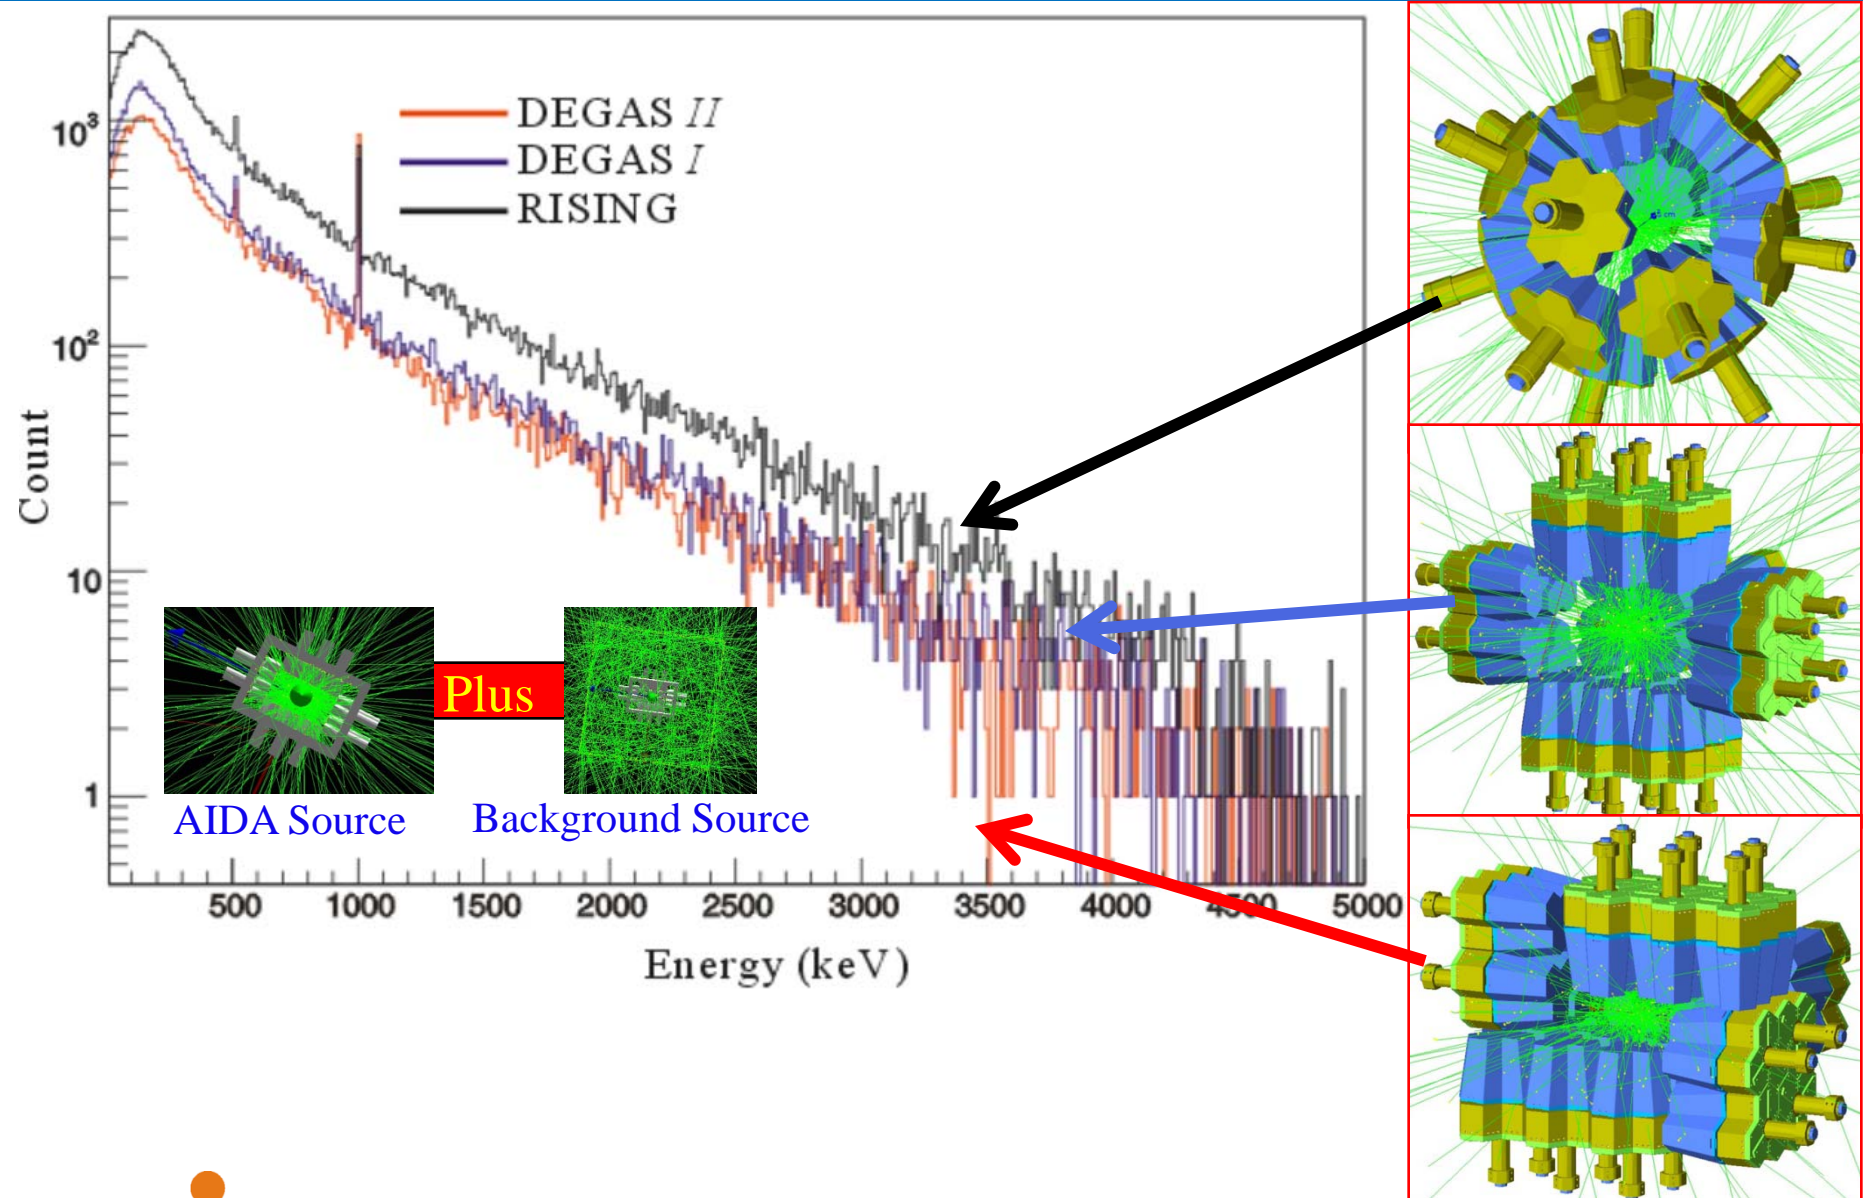 10³
10²
10
1
Count
DEGAS II
DEGAS I
RISING
Plus
AIDA Source
Background Source
500 1000 1500 2000 2500 3000 3500 4000 4500 5000
Energy (keV)